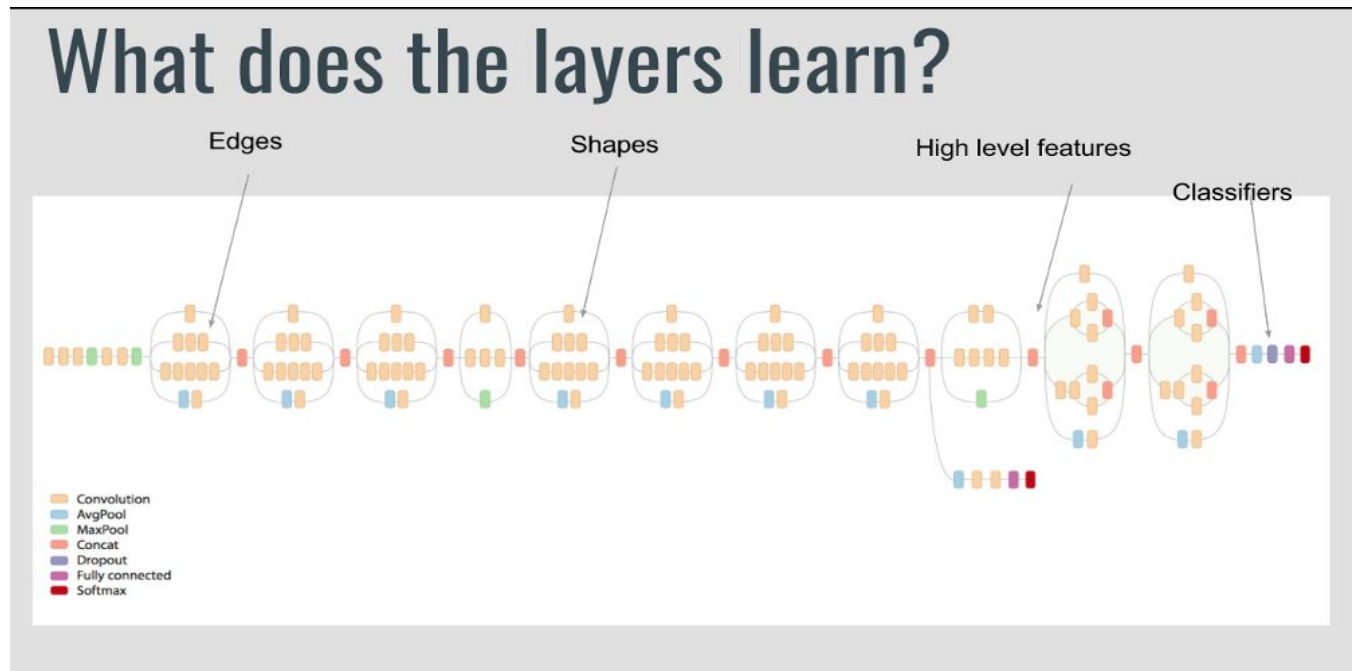 What does the layers learn?
Edges
Shapes
High level features
Classifiers
Convolution
AvgPool
MaxPool
Concat
Dropout
Fully connected
Softmax